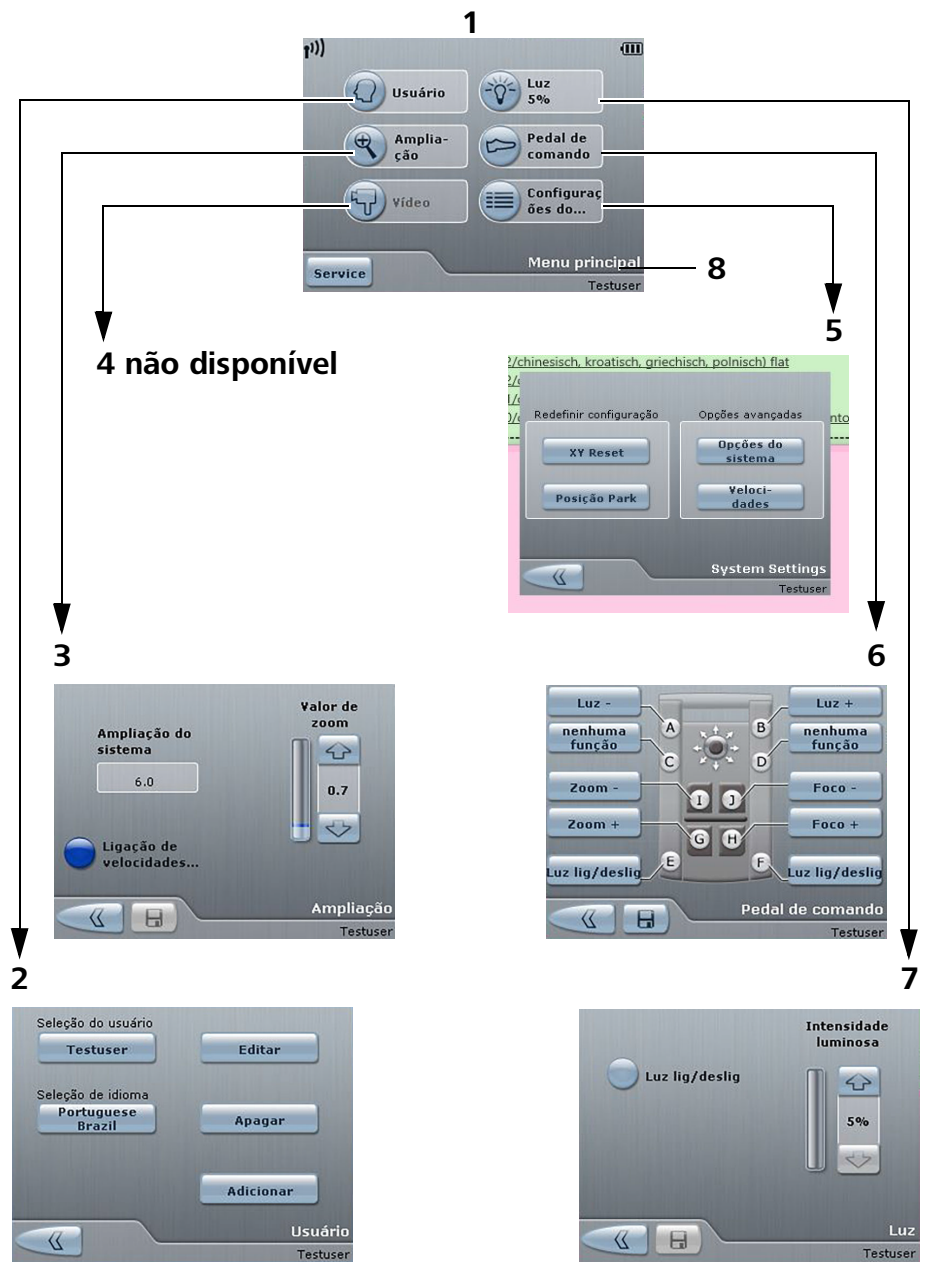 1
Usuário
Luz
5%
Amplia-
ção
Pedal de
comando
Vídeo
Configuraç
ões do...
Service
Menu principal
Testuser
8
4 não disponível
5
2/chinesisch, kroatisch, griechisch, polnisch) flat
Redefinir configuração
Opções avançadas
XY Reset
Opções do
sistema
Posição Park
Veloci-
dades
System Settings
Testuser
3
Ampliação do
sistema
6.0
Valor de
zoom
0.7
Ligação de
velocidades...
Ampliação
Testuser
6
Luz -
A
B
Luz +
nenhuma
função
C
D
nenhuma
função
Zoom -
I
J
Foco -
Zoom +
G
H
Foco +
Luz lig/deslig
E
F
Luz lig/deslig
Pedal de comando
Testuser
2
Seleção do usuário
Testuser
Editar
Seleção de idioma
Portuguese
Brazil
Apagar
Adicionar
Usuário
Testuser
7
Luz lig/deslig
Intensidade
luminosa
5%
Luz
Testuser